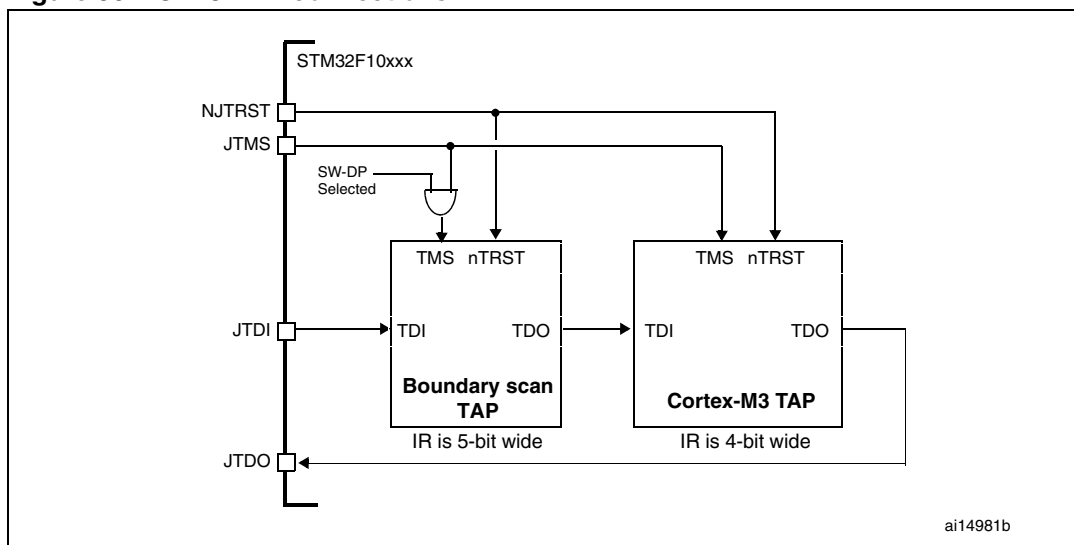 STM32F10xxx
NJTRST
JTMS
SW-DP
Selected
TMS nTRST
TMS nTRST
JTDI
TDI
TDO
TDI
TDO
Boundary scan
TAP
Cortex-M3 TAP
IR is 5-bit wide
IR is 4-bit wide
JTDO
ai14981b